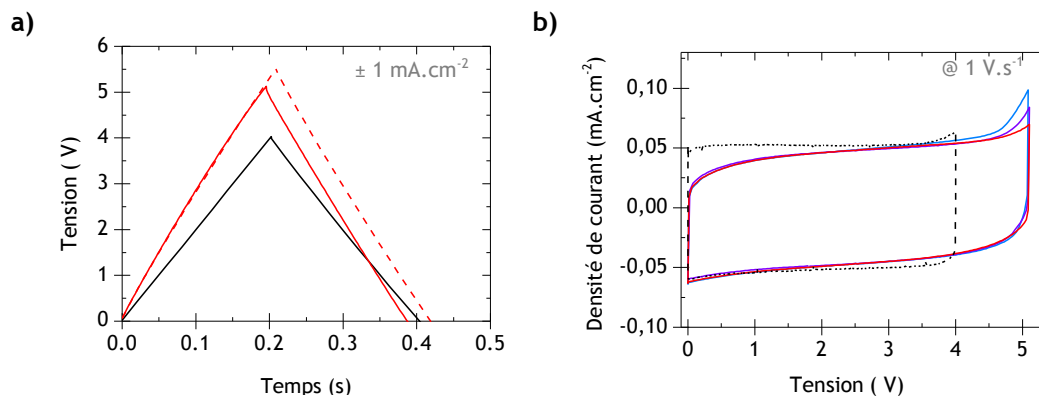 a)
± 1 mA.cm-2
Tension ( V)
6
5
4
3
2
1
0
0.0 0.1 0.2 0.3 0.4 0.5
Temps (s)
b)
@ 1 V.s-1
Densité de courant (mA.cm-2)
0,10
0,05
0,00
-0,05
-0,10
0 1 2 3 4 5
Tension ( V)